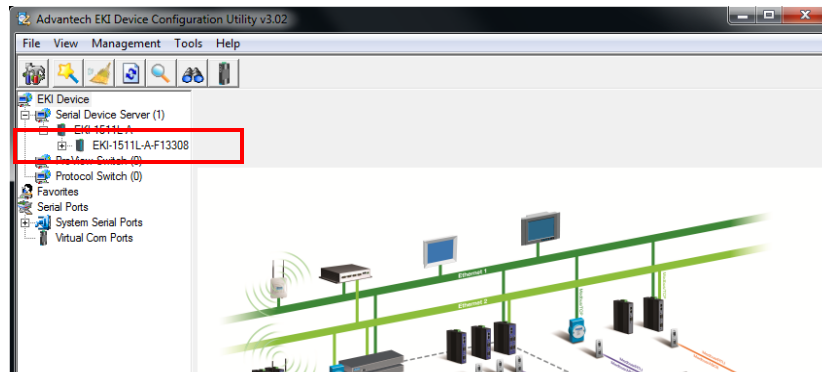 Advantech EKI Device Configuration Utility v3.02
File View Management Tools Help
EKI Device
Serial Device Server (1)
EKI-1511L-A
EKI-1511L-A-F13308
ProView Switch (0)
Protocol Switch (0)
Favorites
Serial Ports
System Serial Ports
Virtual Com Ports
Ethernet 1
Ethernet 2